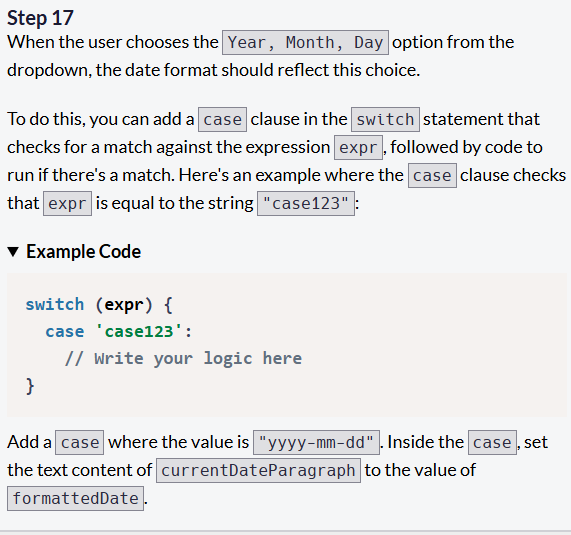 Step 17
When the user chooses the Year, Month, Day option from the
dropdown, the date format should reflect this choice.
To do this, you can add a case clause in the switch statement that
checks for a match against the expression expr, followed by code to
run if there's a match. Here's an example where the case clause checks
that expr is equal to the string "case123":
▼ Example Code
switch (expr) {
  case 'case123':
    // Write your logic here
}
Add a case where the value is "yyyy-mm-dd". Inside the case, set
the text content of currentDateParagraph to the value of
formattedDate.